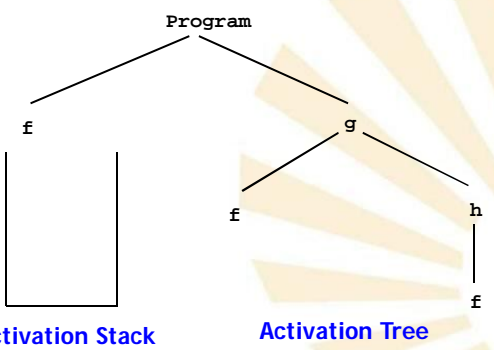 Program
f
g
f
h
f
ctivation Stack
Activation Tree